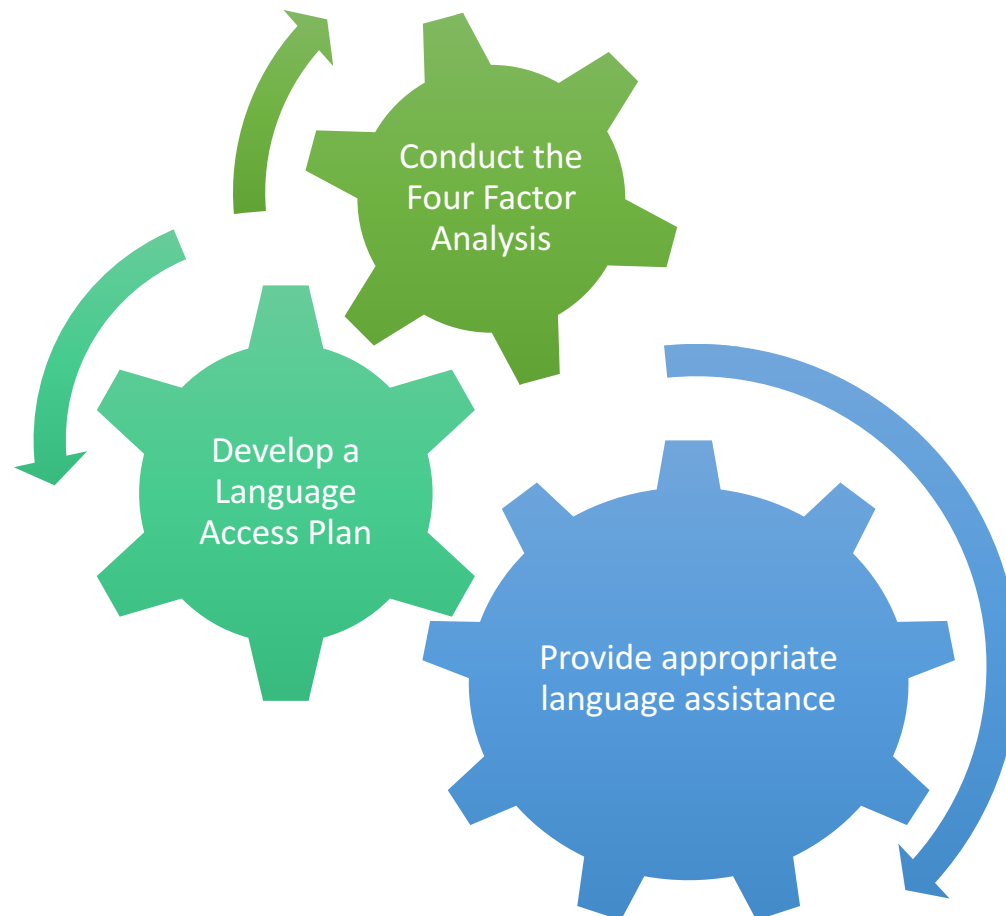 Conduct the
Four Factor
Analysis
Develop a
Language
Access Plan
Provide appropriate
language assistance